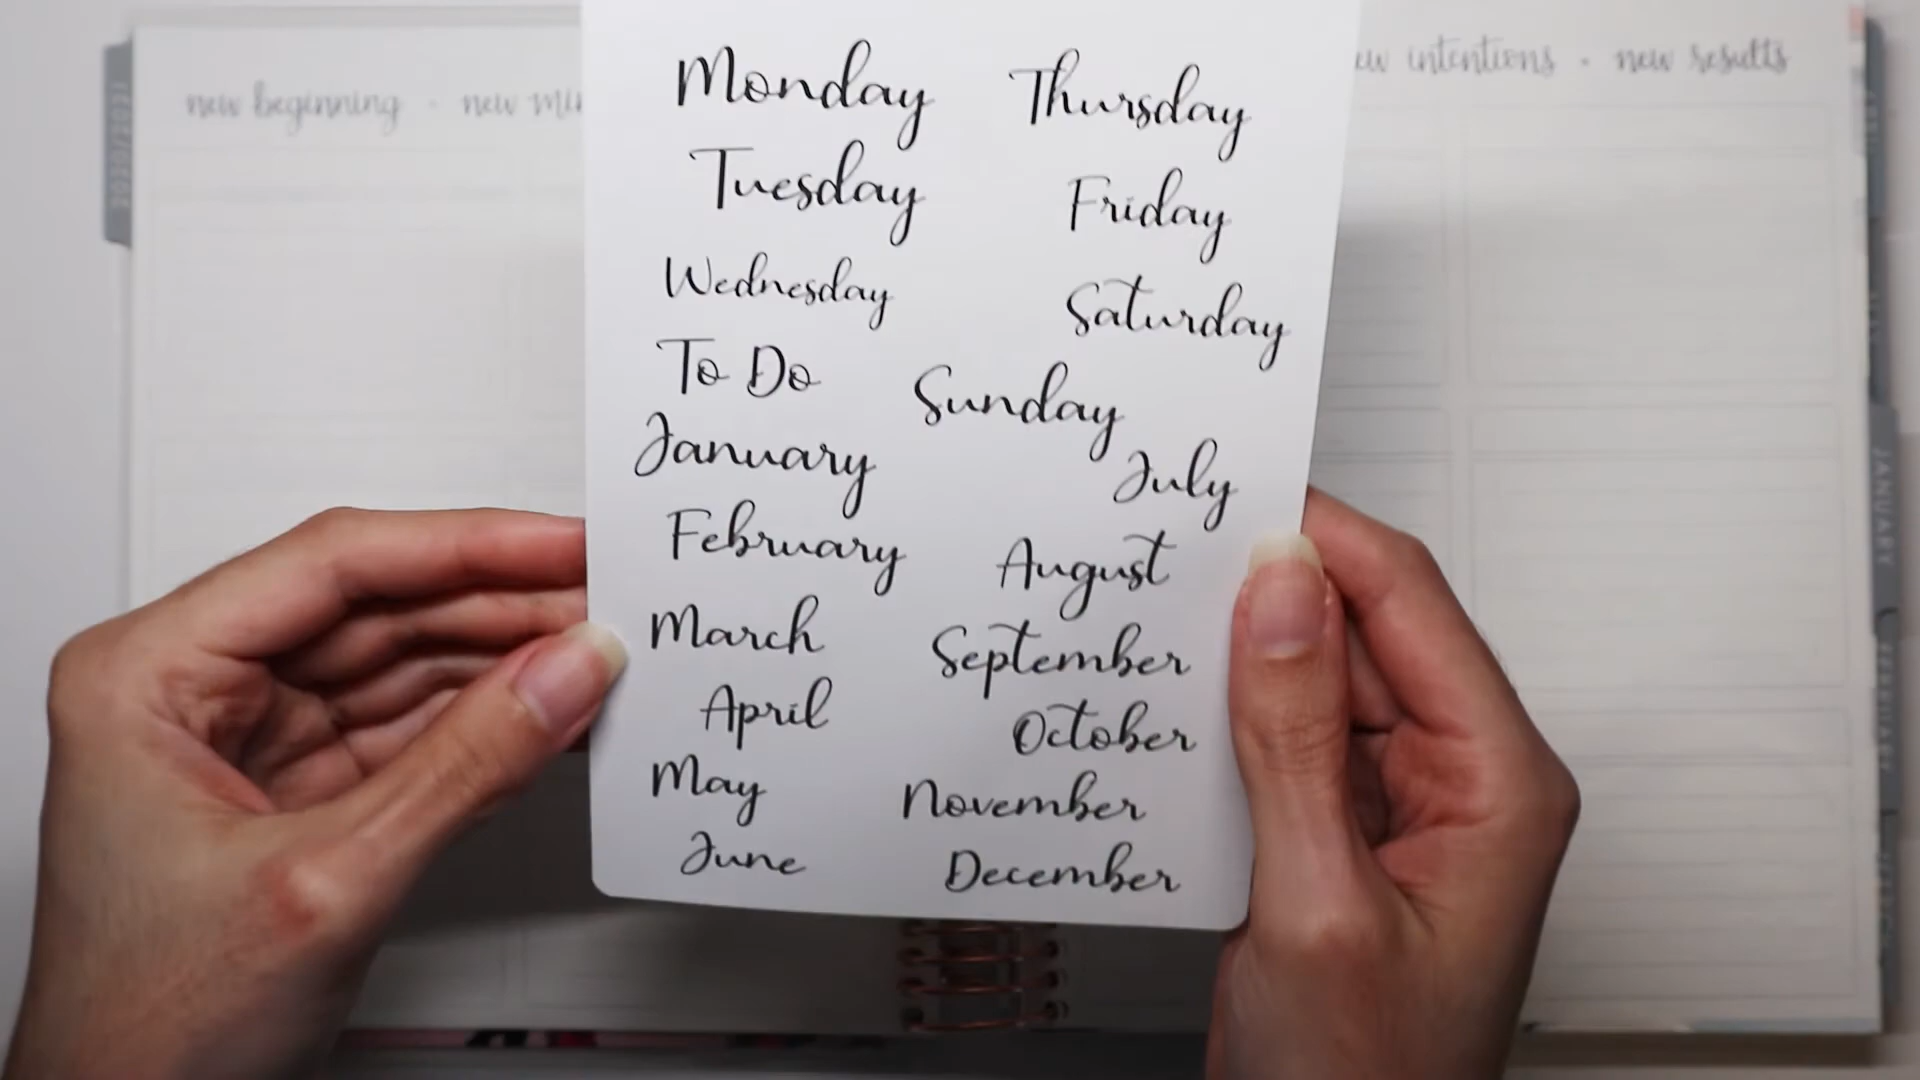 new beginning · new
intentions · new results
Monday
Thursday
Tuesday
Friday
Wednesday
Saturday
To Do
Sunday
January
July
February
August
March
September
April
October
May
November
June
December
JANUARY